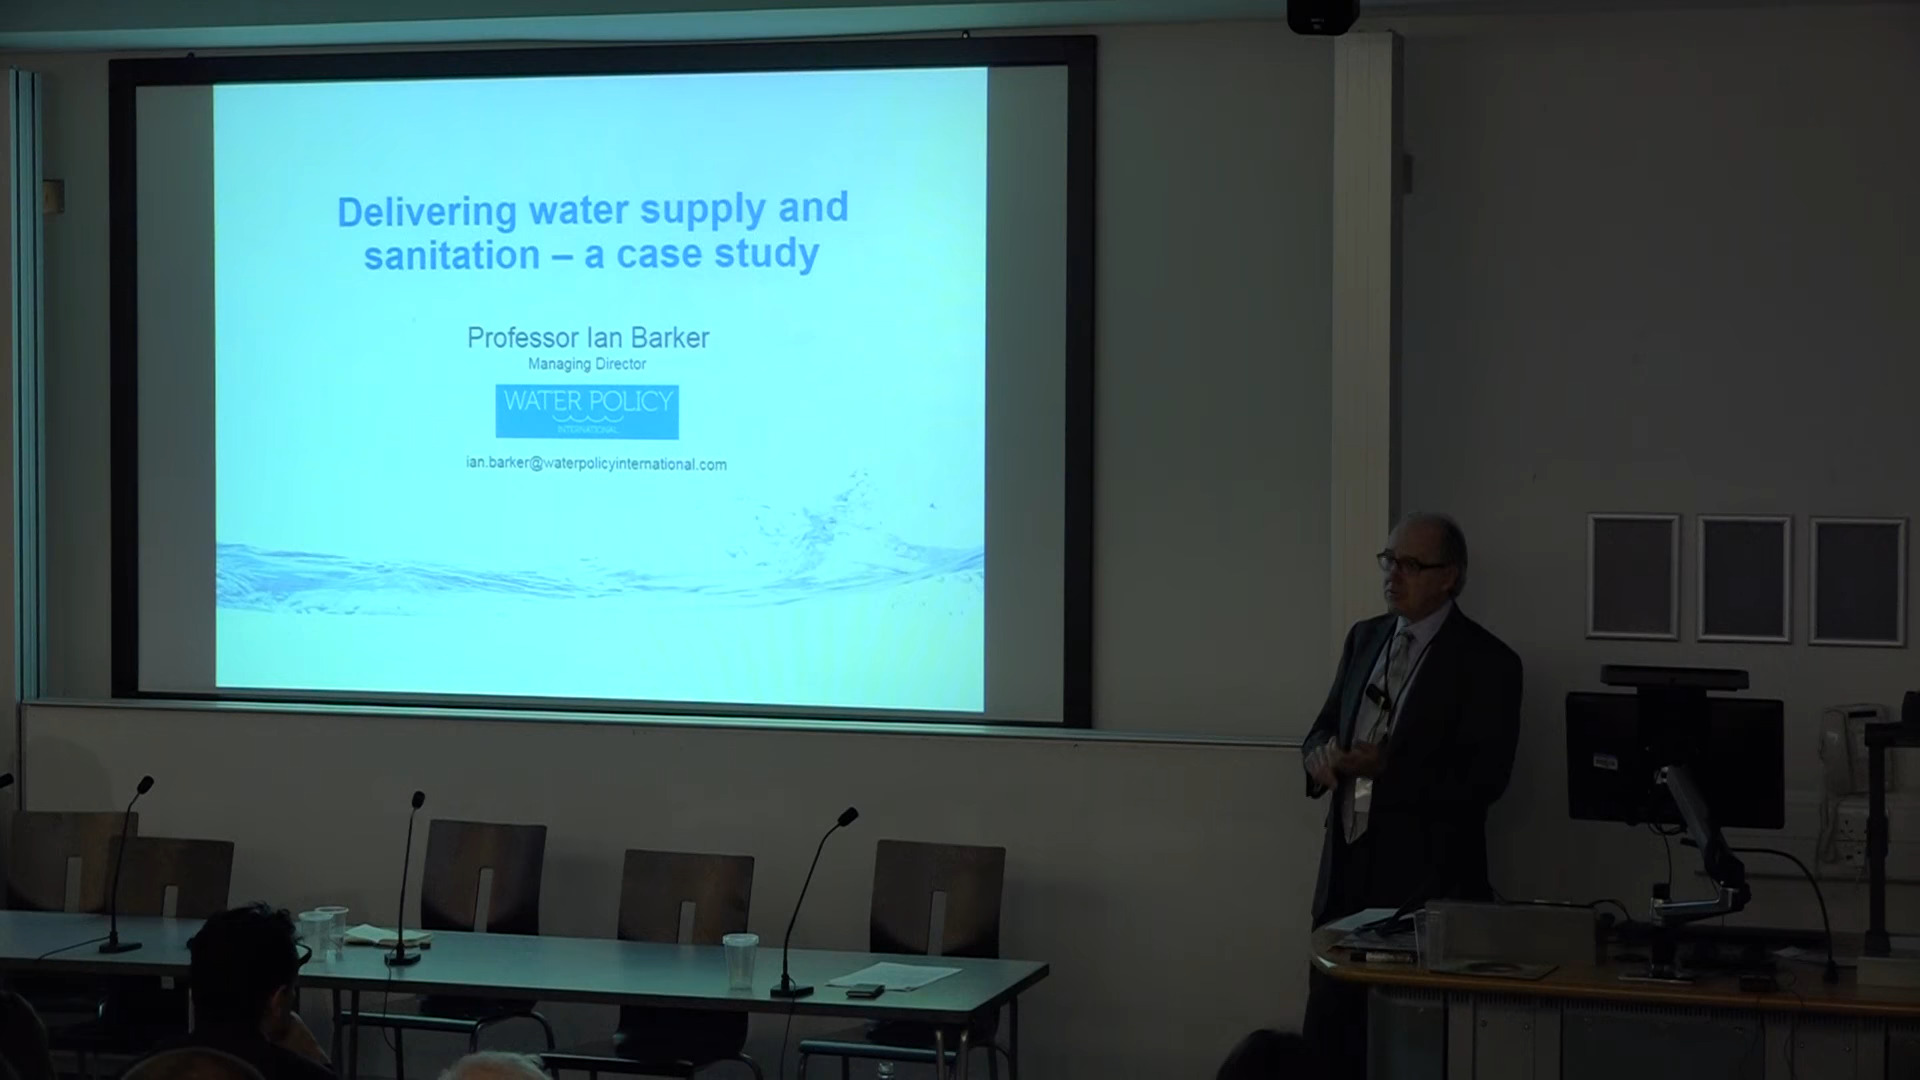 Delivering water supply and
sanitation – a case study
Professor Ian Barker
Managing Director
WATER POLICY
INTERNATIONAL
ian.barker@waterpolicyinternational.com